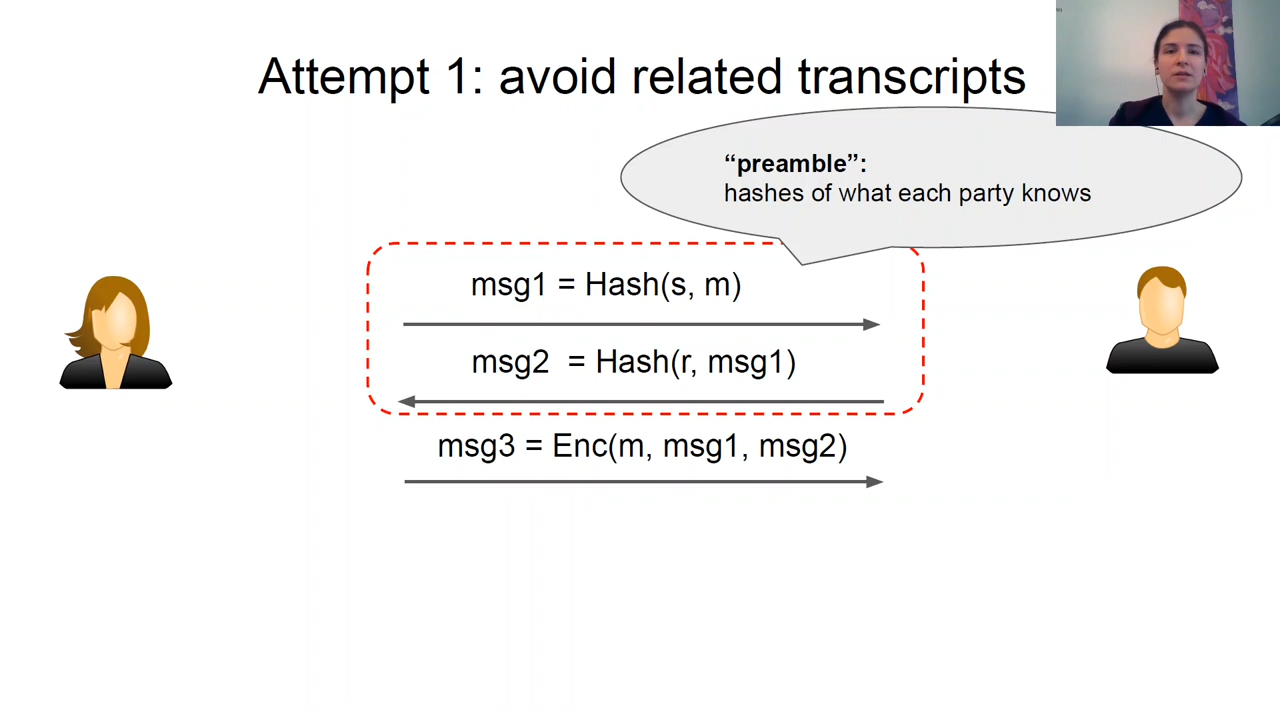 Attempt 1: avoid related transcripts
“preamble”:
hashes of what each party knows
msg1 = Hash(s, m)
msg2 = Hash(r, msg1)
msg3 = Enc(m, msg1, msg2)